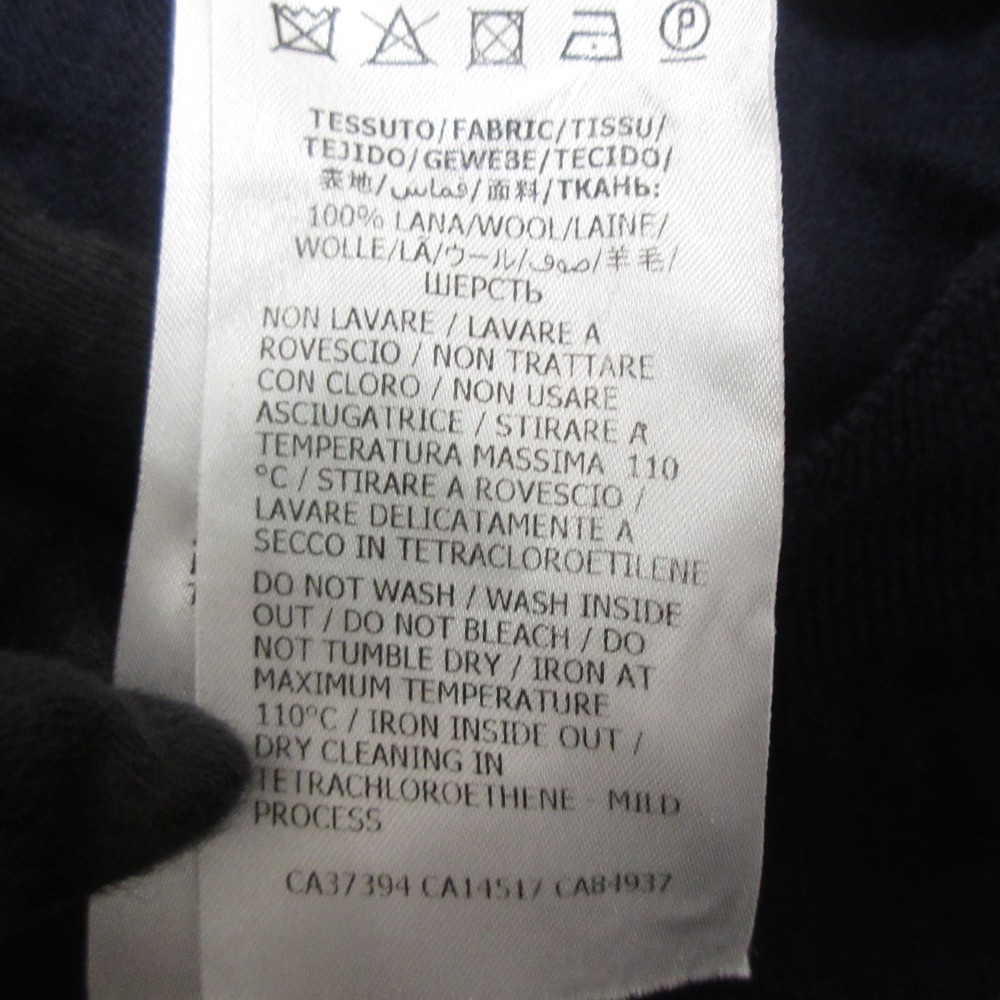 TESSUTO/FABRIC/TISSU/
TEJIDO/GEWEBE/TECIDO/
表地/قماس/面料/ТКАНЬ:
100% LANA/WOOL/LAINE/
WOLLE/LÃ/ウール/صوف/羊毛/
ШЕРСТЬ
NON LAVARE / LAVARE A
ROVESCIO / NON TRATTARE
CON CLORO / NON USARE
ASCIUGATRICE / STIRARE A
TEMPERATURA MASSIMA 110
°C / STIRARE A ROVESCIO /
LAVARE DELICATAMENTE A
SECCO IN TETRACLOROETILENE
DO NOT WASH / WASH INSIDE
OUT / DO NOT BLEACH / DO
NOT TUMBLE DRY / IRON AT
MAXIMUM TEMPERATURE
110°C / IRON INSIDE OUT /
DRY CLEANING IN
TETRACHLOROETHENE - MILD
PROCESS
CA37394 CA14517 CA84937